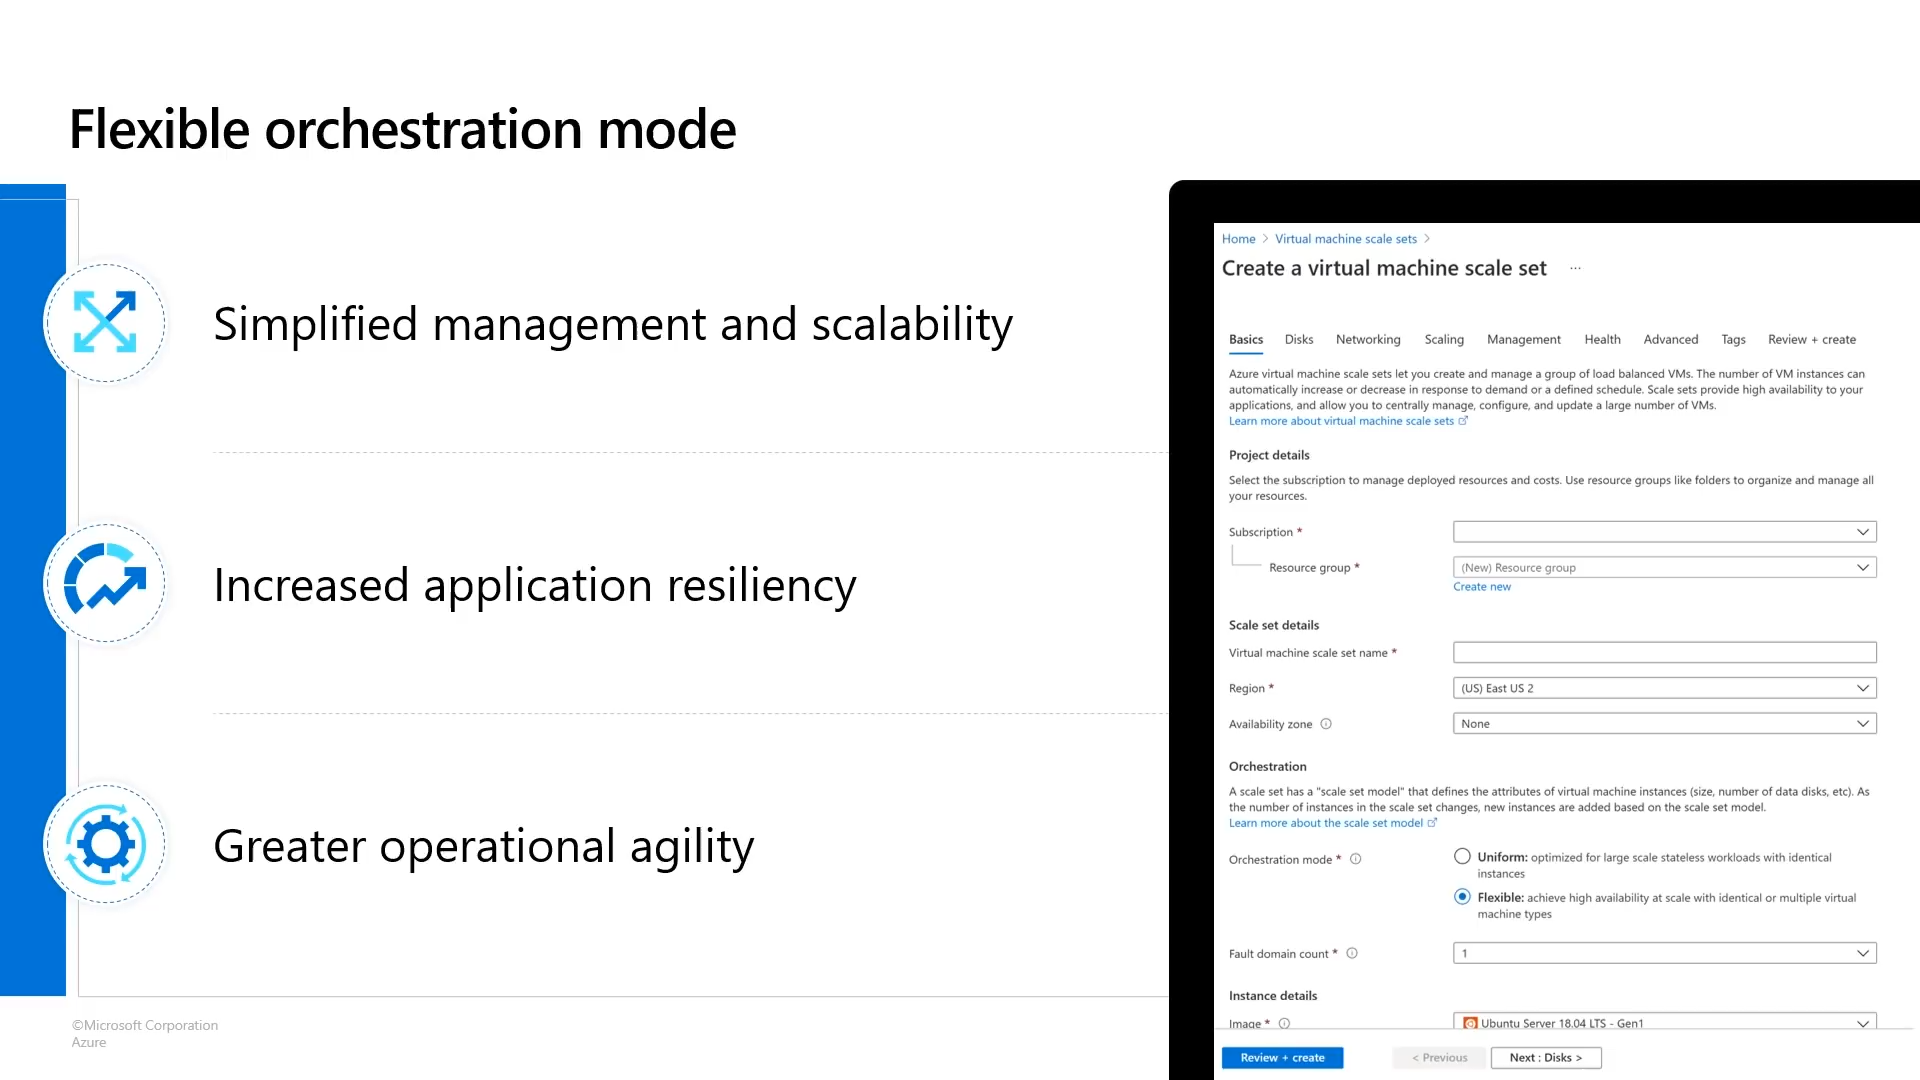 Flexible orchestration mode
Simplified management and scalability
Increased application resiliency
Greater operational agility
©Microsoft Corporation
Azure
Home > Virtual machine scale sets >
Create a virtual machine scale set ...
Basics Disks Networking Scaling Management Health Advanced Tags Review + create
Azure virtual machine scale sets let you create and manage a group of load balanced VMs. The number of VM instances can
automatically increase or decrease in response to demand or a defined schedule. Scale sets provide high availability to your
applications, and allow you to centrally manage, configure, and update a large number of VMs.
Learn more about virtual machine scale sets
Project details
Select the subscription to manage deployed resources and costs. Use resource groups like folders to organize and manage all
your resources.
Subscription *
Resource group * (New) Resource group
Create new
Scale set details
Virtual machine scale set name *
Region * (US) East US 2
Availability zone None
Orchestration
A scale set has a "scale set model" that defines the attributes of virtual machine instances (size, number of data disks, etc). As
the number of instances in the scale set changes, new instances are added based on the scale set model.
Learn more about the scale set model
Orchestration mode * Uniform: optimized for large scale stateless workloads with identical
instances
Flexible: achieve high availability at scale with identical or multiple virtual
machine types
Fault domain count * 1
Instance details
Image * Ubuntu Server 18.04 LTS - Gen1
Review + create < Previous Next : Disks >